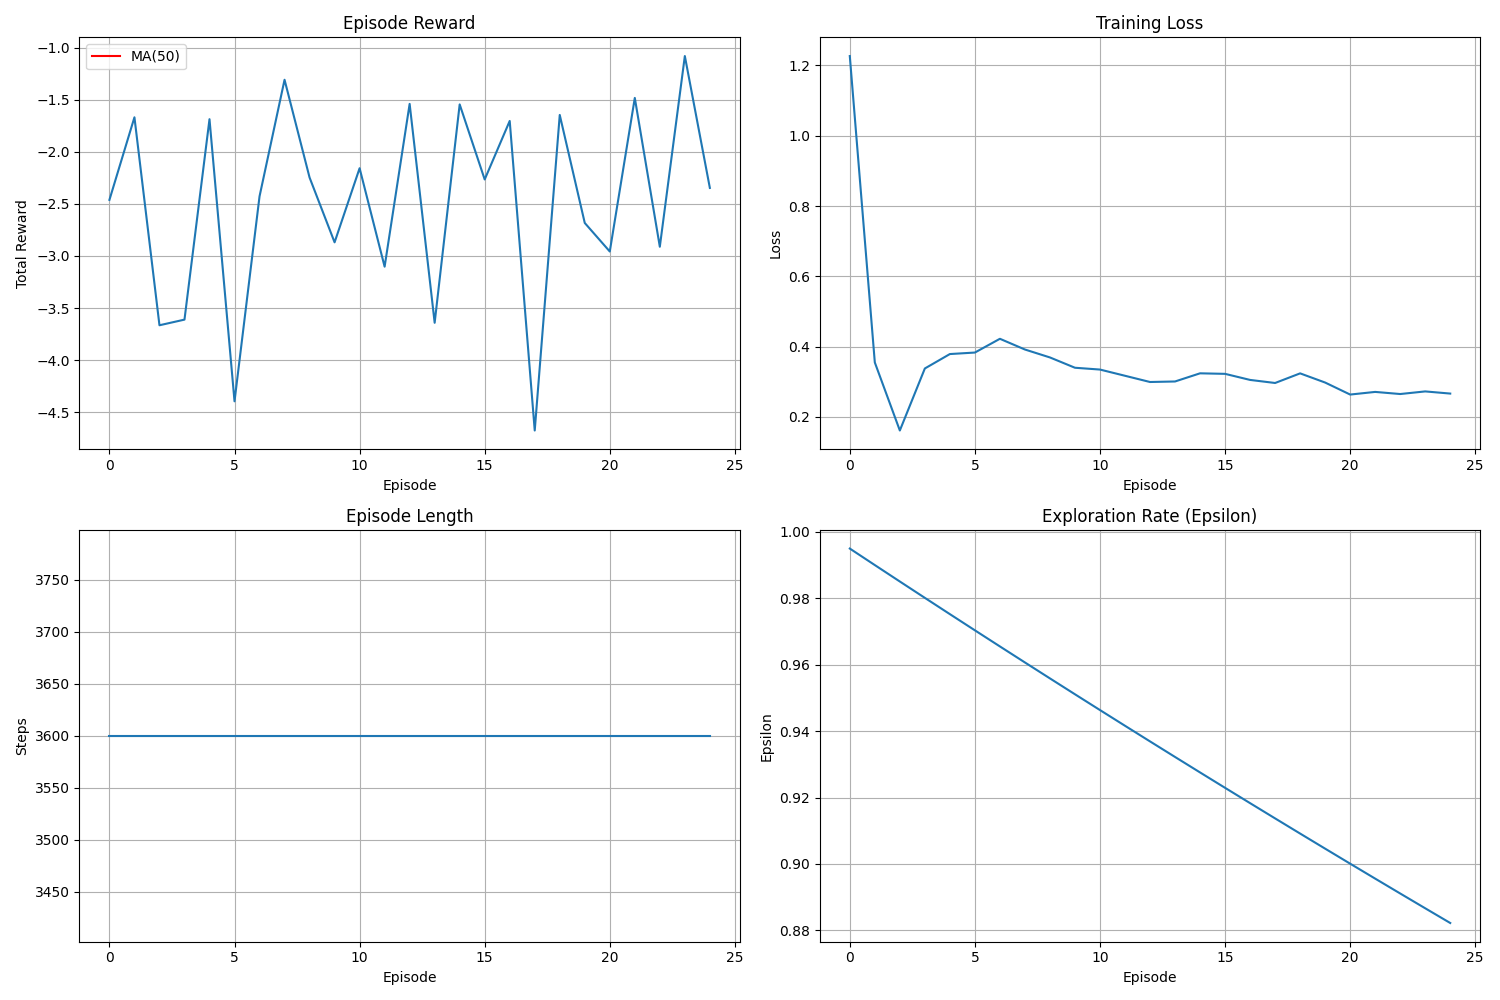 Episode Reward
MA(50)
Total Reward
−1.0
−1.5
−2.0
−2.5
−3.0
−3.5
−4.0
−4.5
0 5 10 15 20 25
Episode
Training Loss
Loss
1.2
1.0
0.8
0.6
0.4
0.2
0 5 10 15 20 25
Episode
Episode Length
Steps
3750
3700
3650
3600
3550
3500
3450
0 5 10 15 20 25
Episode
Exploration Rate (Epsilon)
Epsilon
1.00
0.98
0.96
0.94
0.92
0.90
0.88
0 5 10 15 20 25
Episode